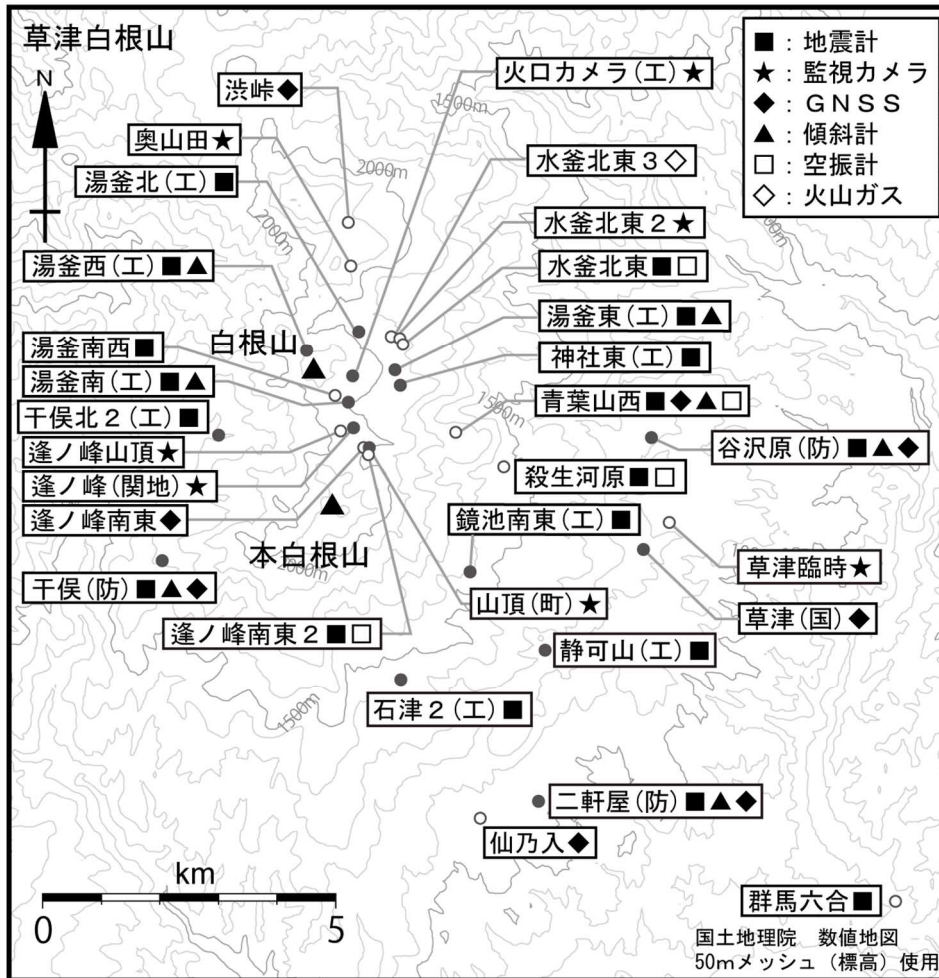 草津白根山
N
■：地震計
★：監視カメラ
◆：ＧＮＳＳ
▲：傾斜計
□：空振計
◇：火山ガス
火口カメラ(工)★
渋峠◆
奥山田★
湯釜北(工)■
水釜北東３◇
水釜北東２★
水釜北東■□
湯釜西(工)■▲
湯釜東(工)■▲
神社東(工)■
白根山
湯釜南西■
湯釜南(工)■▲
干俣北２(工)■
逢ノ峰山頂★
逢ノ峰(関地)★
逢ノ峰南東◆
青葉山西■◆▲□
谷沢原(防)■▲◆
殺生河原■□
鏡池南東(工)■
本白根山
干俣(防)■▲◆
草津臨時★
山頂(町)★
草津(国)◆
逢ノ峰南東２■□
静可山(工)■
石津２(工)■
二軒屋(防)■▲◆
仙乃入◆
群馬六合■
1500m
2000m
2000m
1500m
2000m
1500m
km
0
5
国土地理院　数値地図
50mメッシュ（標高）使用